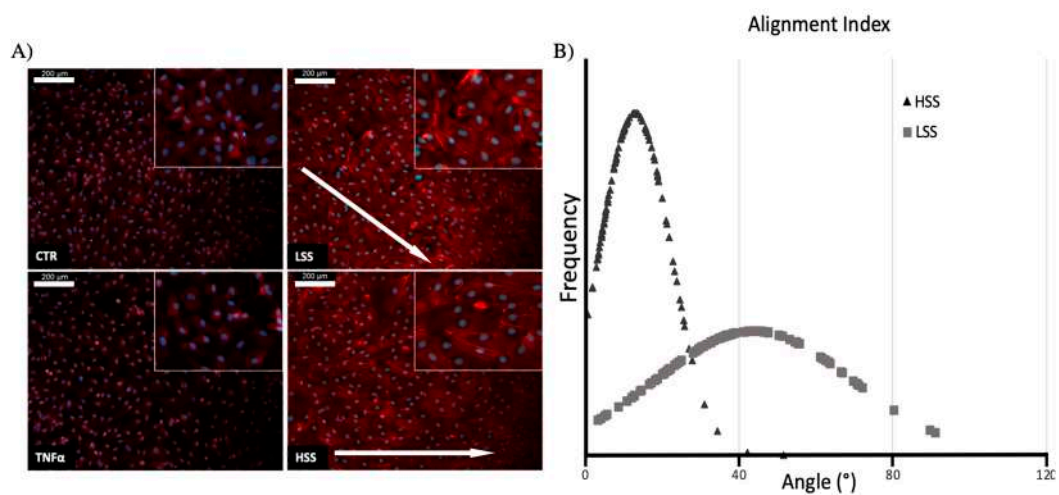 A)
200 µm
CTR
200 µm
LSS
200 µm
TNFα
200 µm
HSS
B)
Alignment Index
HSS
LSS
Frequency
0
40
80
120
Angle (°)